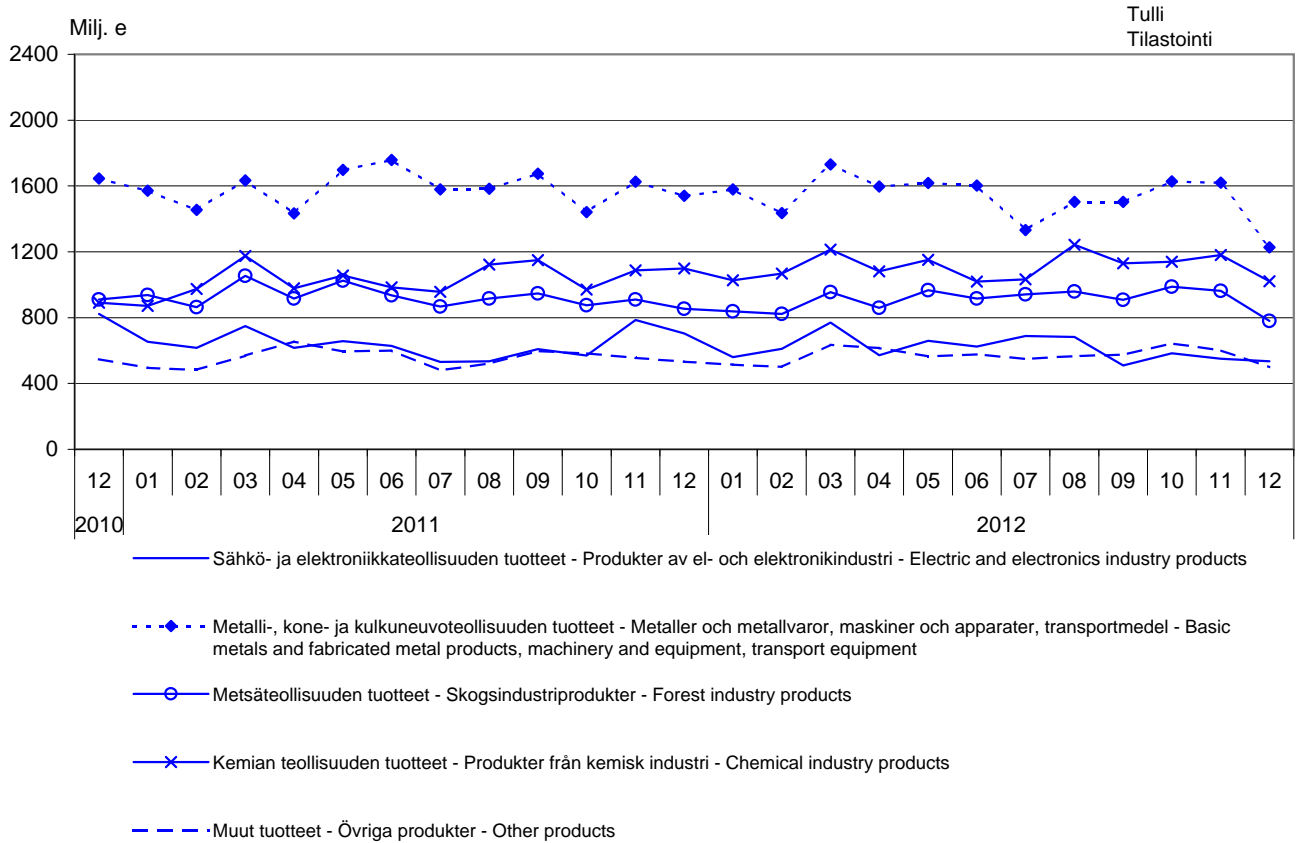 Tulli
Tilastointi
Milj. e
2400
2000
1600
1200
800
400
0
12 01 02 03 04 05 06 07 08 09 10 11 12 01 02 03 04 05 06 07 08 09 10 11 12
2010 2011 2012
Sähkö- ja elektroniikkateollisuuden tuotteet - Produkter av el- och elektronikindustri - Electric and electronics industry products
Metalli-, kone- ja kulkuneuvoteollisuuden tuotteet - Metaller och metallvaror, maskiner och apparater, transportmedel - Basic
metals and fabricated metal products, machinery and equipment, transport equipment
Metsäteollisuuden tuotteet - Skogsindustriprodukter - Forest industry products
Kemian teollisuuden tuotteet - Produkter från kemisk industri - Chemical industry products
Muut tuotteet - Övriga produkter - Other products